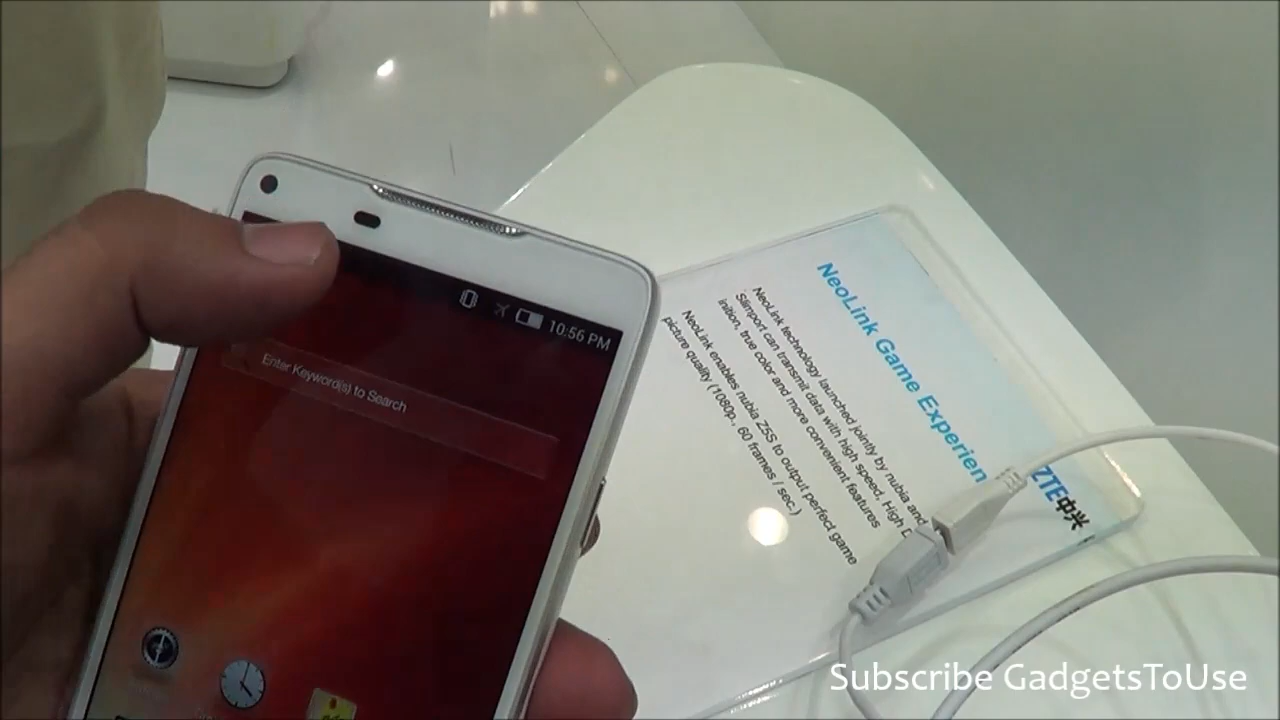 10:56 PM
Enter Keyword(s) to Search
NeoLink Game Experien
NeoLink technology launched jointly by nubia and
Slimport can transmit data with high speed, High D
inition, true color and more convenient features
NeoLink enables nubia Z5S to output perfect game
picture quality (1080p, 60 frames / sec.)
ZTE中兴
Subscribe GadgetsToUse